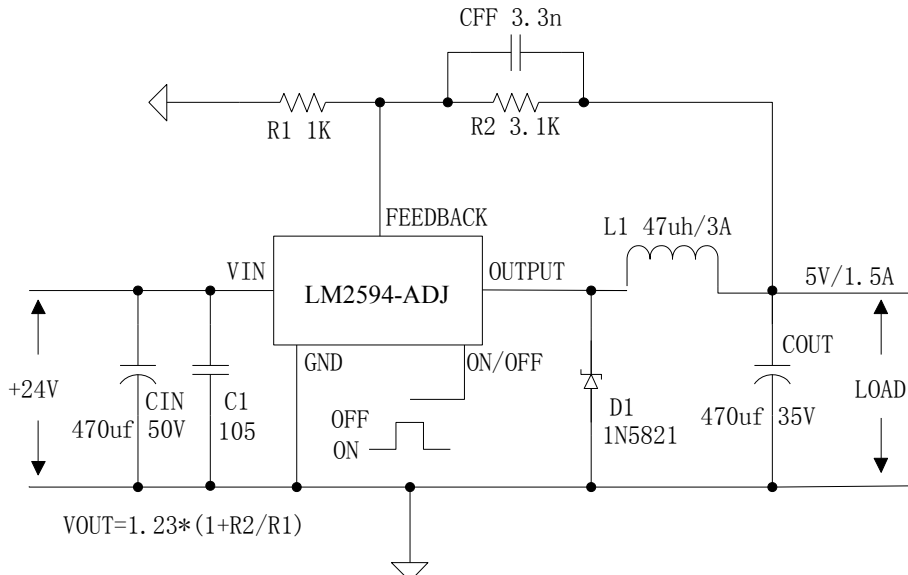 CFF 3.3n
R1 1K
R2 3.1K
FEEDBACK
L1 47uh/3A
VIN
OUTPUT
5V/1.5A
LM2594-ADJ
GND
ON/OFF
COUT
+24V
CIN
C1
OFF
D1
LOAD
470uf 50V
105
ON
1N5821
470uf 35V
VOUT=1.23*(1+R2/R1)